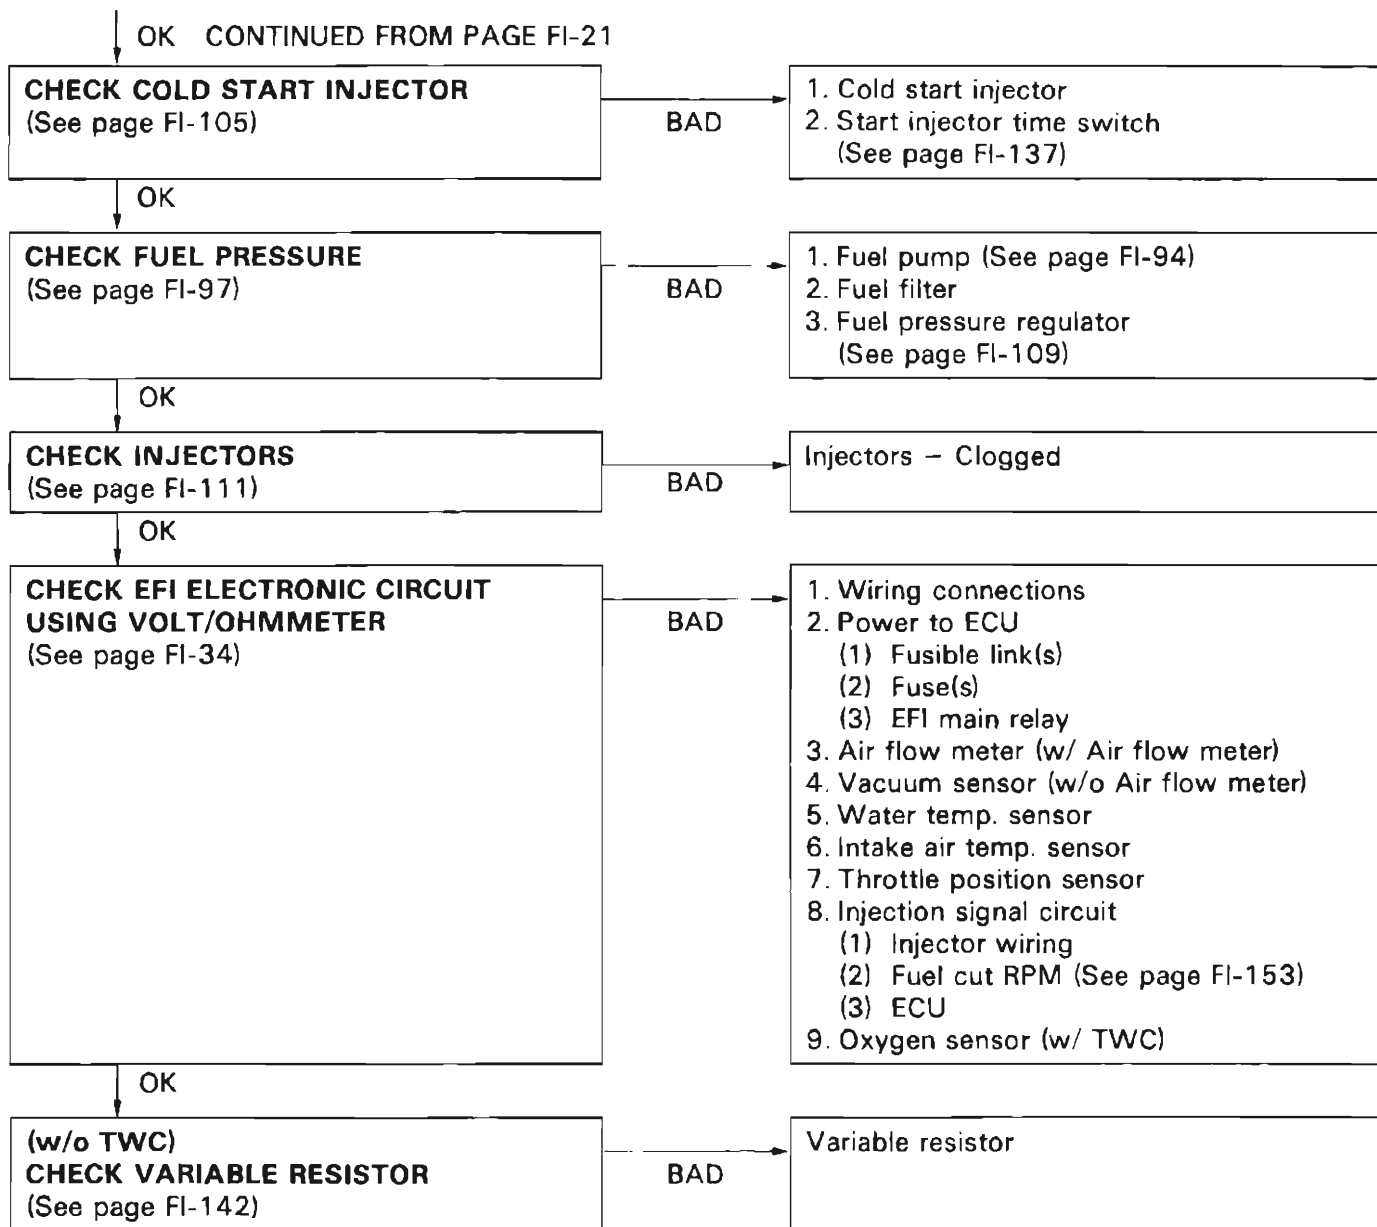 OK CONTINUED FROM PAGE FI-21
CHECK COLD START INJECTOR
(See page FI-105)
BAD
1. Cold start injector
2. Start injector time switch
(See page FI-137)
OK
CHECK FUEL PRESSURE
(See page FI-97)
BAD
1. Fuel pump (See page FI-94)
2. Fuel filter
3. Fuel pressure regulator
(See page FI-109)
OK
CHECK INJECTORS
(See page FI-111)
BAD
Injectors – Clogged
OK
CHECK EFI ELECTRONIC CIRCUIT
USING VOLT/OHMMETER
(See page FI-34)
BAD
1. Wiring connections
2. Power to ECU
(1) Fusible link(s)
(2) Fuse(s)
(3) EFI main relay
3. Air flow meter (w/ Air flow meter)
4. Vacuum sensor (w/o Air flow meter)
5. Water temp. sensor
6. Intake air temp. sensor
7. Throttle position sensor
8. Injection signal circuit
(1) Injector wiring
(2) Fuel cut RPM (See page FI-153)
(3) ECU
9. Oxygen sensor (w/ TWC)
OK
(w/o TWC)
CHECK VARIABLE RESISTOR
(See page FI-142)
BAD
Variable resistor